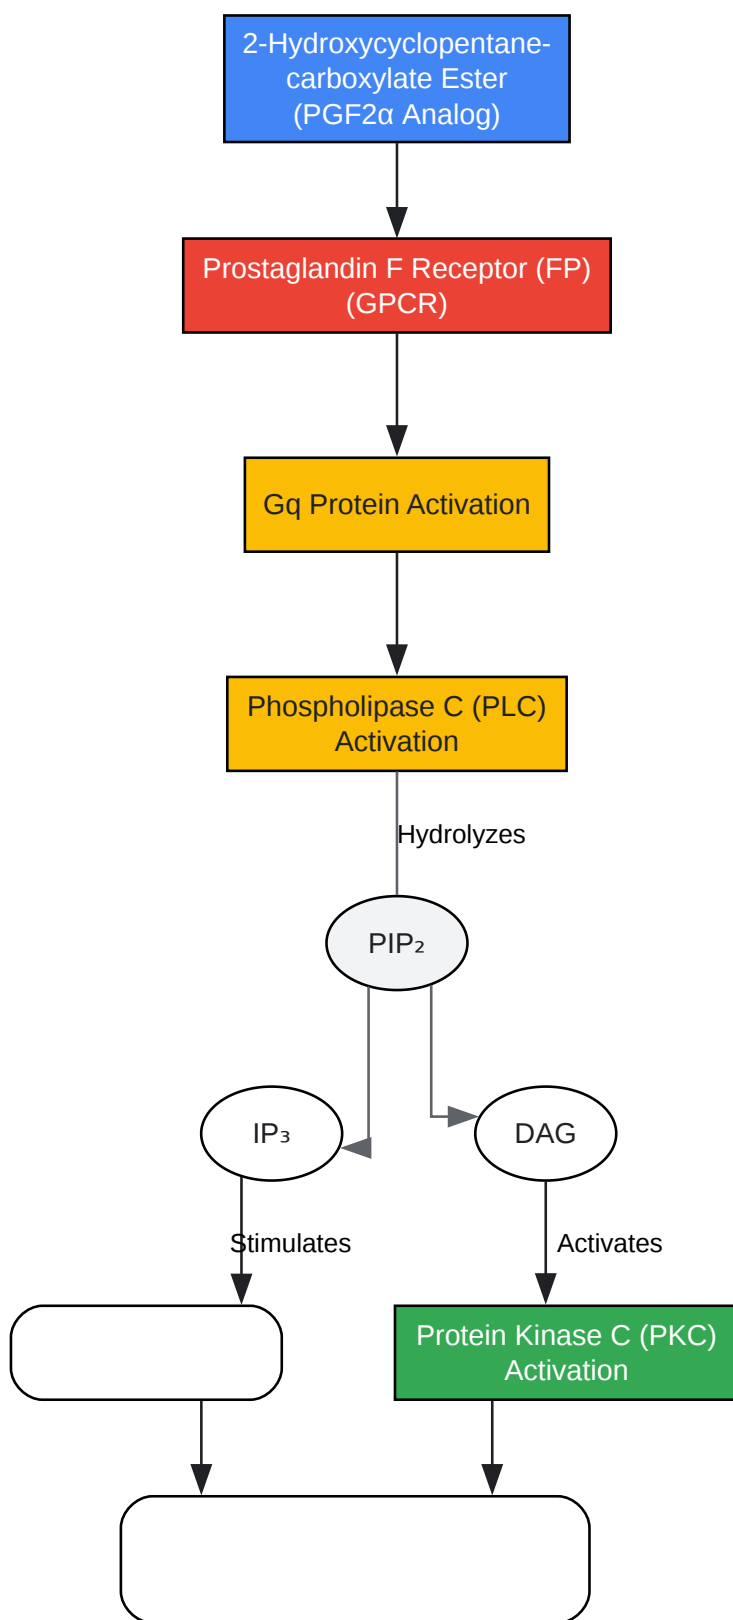 2-Hydroxycyclopentane-
carboxylate Ester
(PGF2α Analog)
Prostaglandin F Receptor (FP)
(GPCR)
Gq Protein Activation
Phospholipase C (PLC)
Activation
Hydrolyzes
PIP₂
IP₃
DAG
Stimulates
Activates
Protein Kinase C (PKC)
Activation